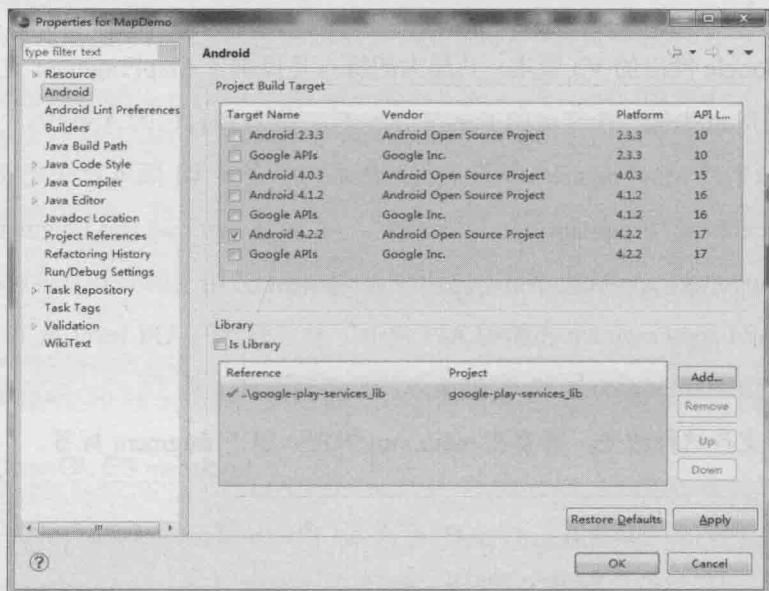 Properties for MapDemo
type filter text
Resource
Android
Android Lint Preferences
Builders
Java Build Path
Java Code Style
Java Compiler
Java Editor
Javadoc Location
Project References
Refactoring History
Run/Debug Settings
Task Repository
Task Tags
Validation
WikiText
Android
Project Build Target
Target Name Vendor Platform API L...
Android 2.3.3 Android Open Source Project 2.3.3 10
Google APIs Google Inc. 2.3.3 10
Android 4.0.3 Android Open Source Project 4.0.3 15
Android 4.1.2 Android Open Source Project 4.1.2 16
Google APIs Google Inc. 4.1.2 16
Android 4.2.2 Android Open Source Project 4.2.2 17
Google APIs Google Inc. 4.2.2 17
Library
Is Library
Reference Project
..\google-play-services_lib google-play-services_lib
Add...
Remove
Up
Down
Restore Defaults Apply
OK Cancel